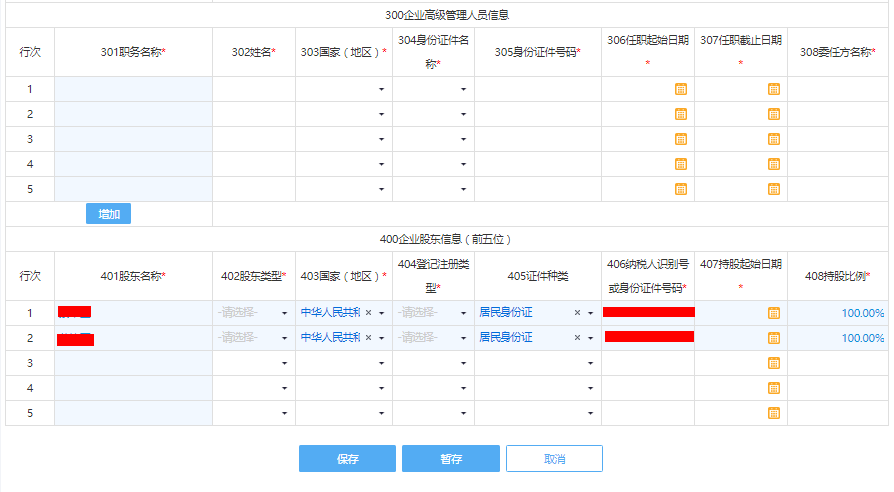 300企业高级管理人员信息
行次 301职务名称* 302姓名* 303国家（地区）* 304身份证件名称* 305身份证件号码* 306任职起始日期* 307任职截止日期* 308委任方名称*
1
2
3
4
5
增加
400企业股东信息（前五位）
行次 401股东名称* 402股东类型* 403国家（地区）* 404登记注册类型* 405证件种类 406纳税人识别号或身份证件号码* 407持股起始日期* 408持股比例*
1 -请选择- 中华人民共和 × -请选择- 居民身份证 × 100.00%
2 -请选择- 中华人民共和 × -请选择- 居民身份证 × 100.00%
3
4
5
保存 暂存 取消